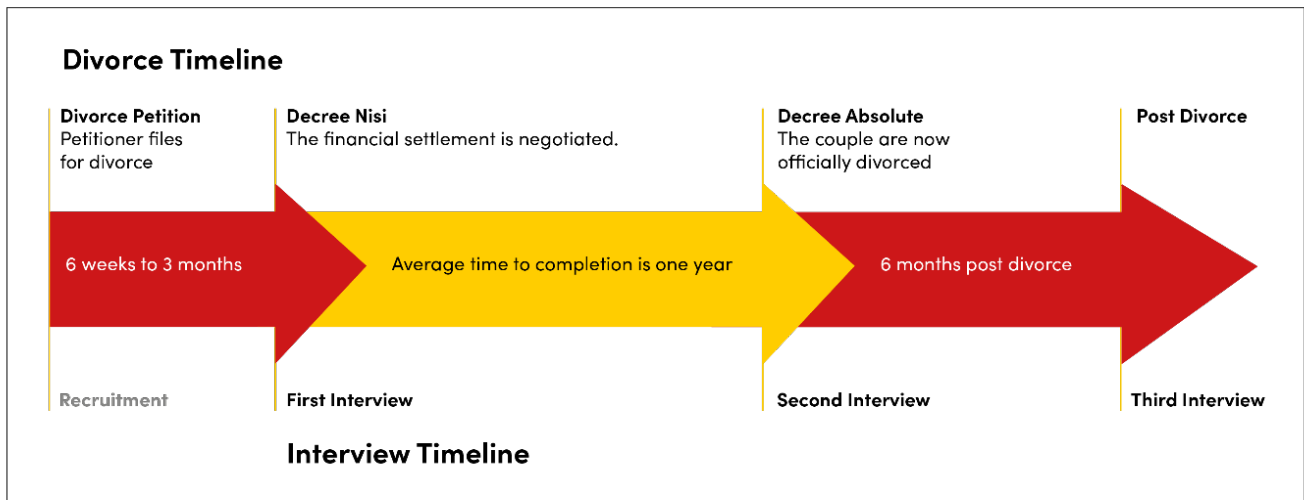 Divorce Timeline
Divorce Petition
Petitioner files
for divorce
Decree Nisi
The financial settlement is negotiated.
Decree Absolute
The couple are now
officially divorced
Post Divorce
6 weeks to 3 months
Average time to completion is one year
6 months post divorce
Recruitment
First Interview
Second Interview
Third Interview
Interview Timeline